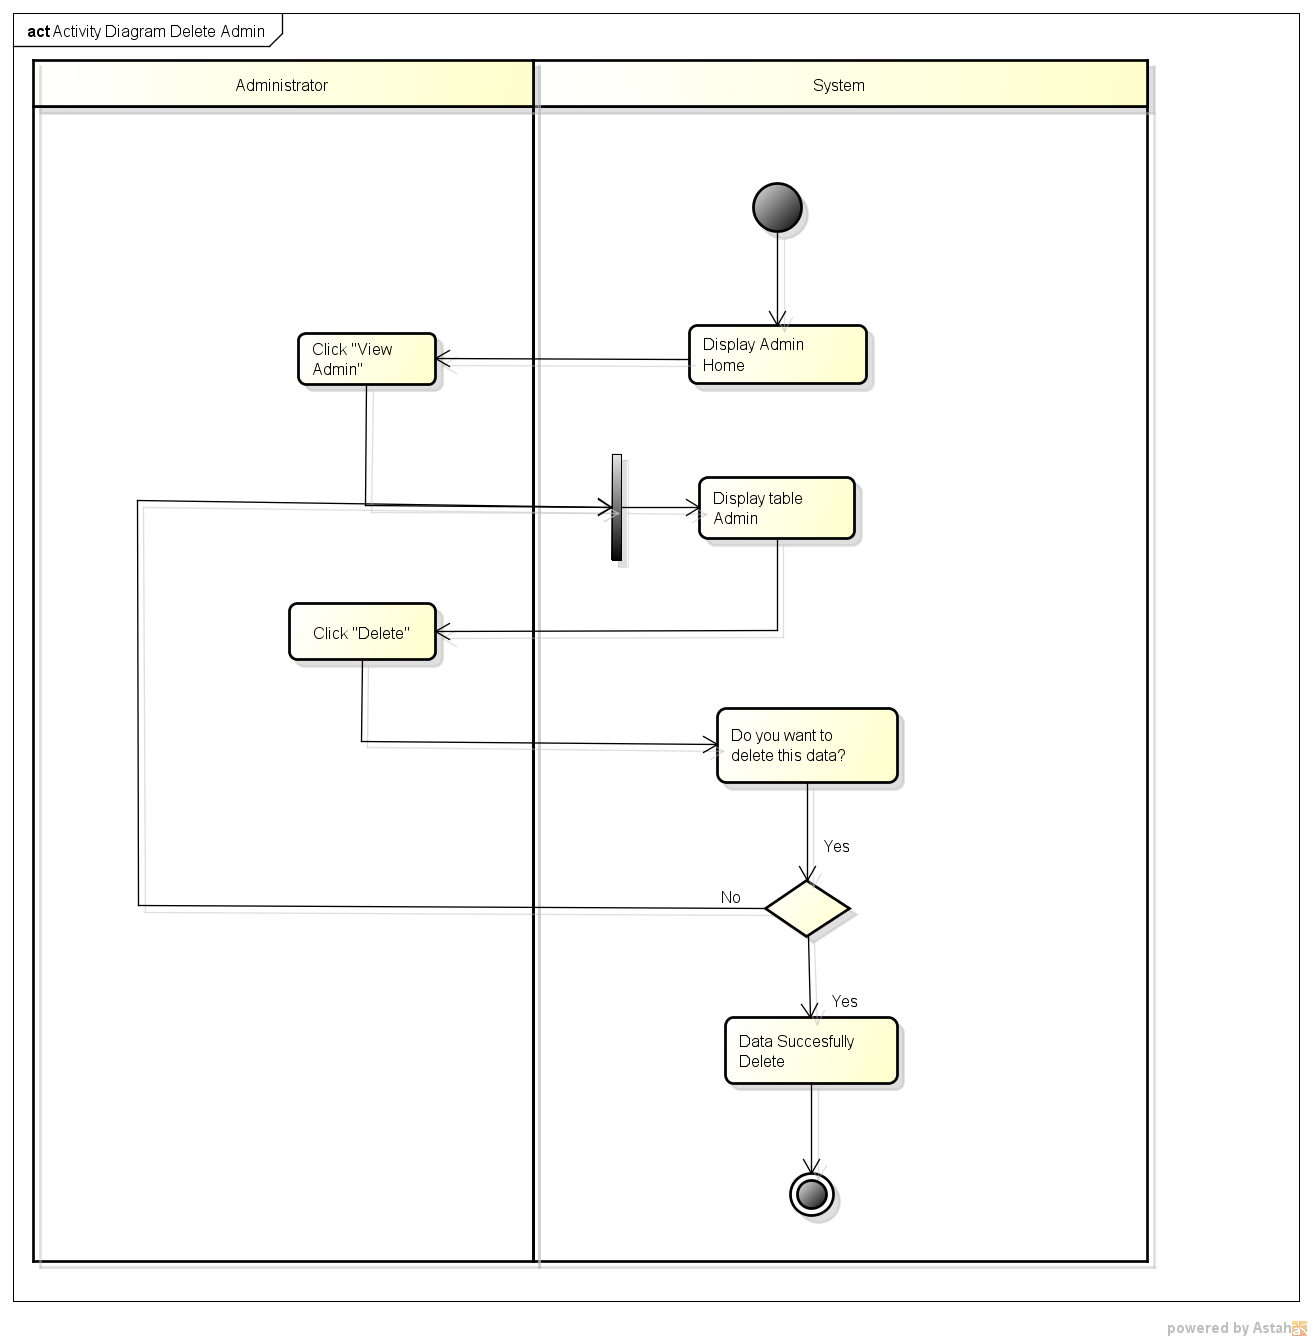 act Activity Diagram Delete Admin
Administrator
System
Display Admin
Home
Click "View
Admin"
Display table
Admin
Click "Delete"
Do you want to
delete this data?
Yes
No
Yes
Data Succesfully
Delete
powered by Astah